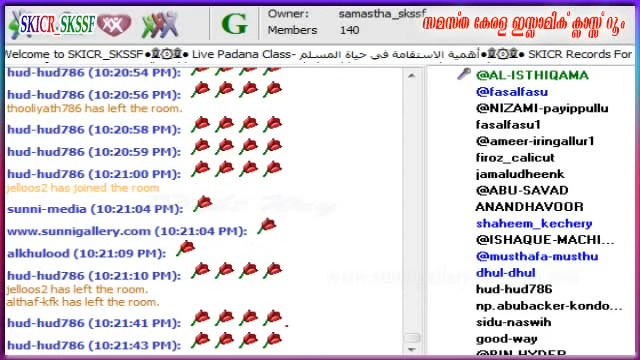 SKICR_SKSSF
Owner: samastha_skssf
Members 140
സമസ്ത കേരള ഇസ്ലാമിക് ക്ലാസ്സ് റൂം
Welcome to SKICR_SKSSF Live Padana Class- أهمية الاستقامة في حياة المسلم SKICR Records For
hud-hud786 (10:20:54 PM):
hud-hud786 (10:20:56 PM):
thooliyath786 has left the room.
hud-hud786 (10:20:58 PM):
hud-hud786 (10:20:59 PM):
hud-hud786 (10:21:00 PM):
jelloos2 has joined the room
sunni-media (10:21:04 PM):
www.sunnigallery.com (10:21:04 PM):
alkhulood (10:21:09 PM):
hud-hud786 (10:21:10 PM):
jelloos2 has left the room.
althaf-kfk has left the room.
hud-hud786 (10:21:41 PM): .
hud-hud786 (10:21:43 PM):
@AL-ISTHIQAMA
@fasalfasu
@NIZAMI-payippullu
fasalfasu1
@ameer-iringallur1
firoz_calicut
jamaludheenk
@ABU-SAVAD
ANANDHAVOOR
shaheem_kechery
@ISHAQUE-MACHI...
@musthafa-musthu
dhul-dhul
hud-hud786
np.abubacker-kondo...
sidu-naswih
good-way
@BIN-HYDER